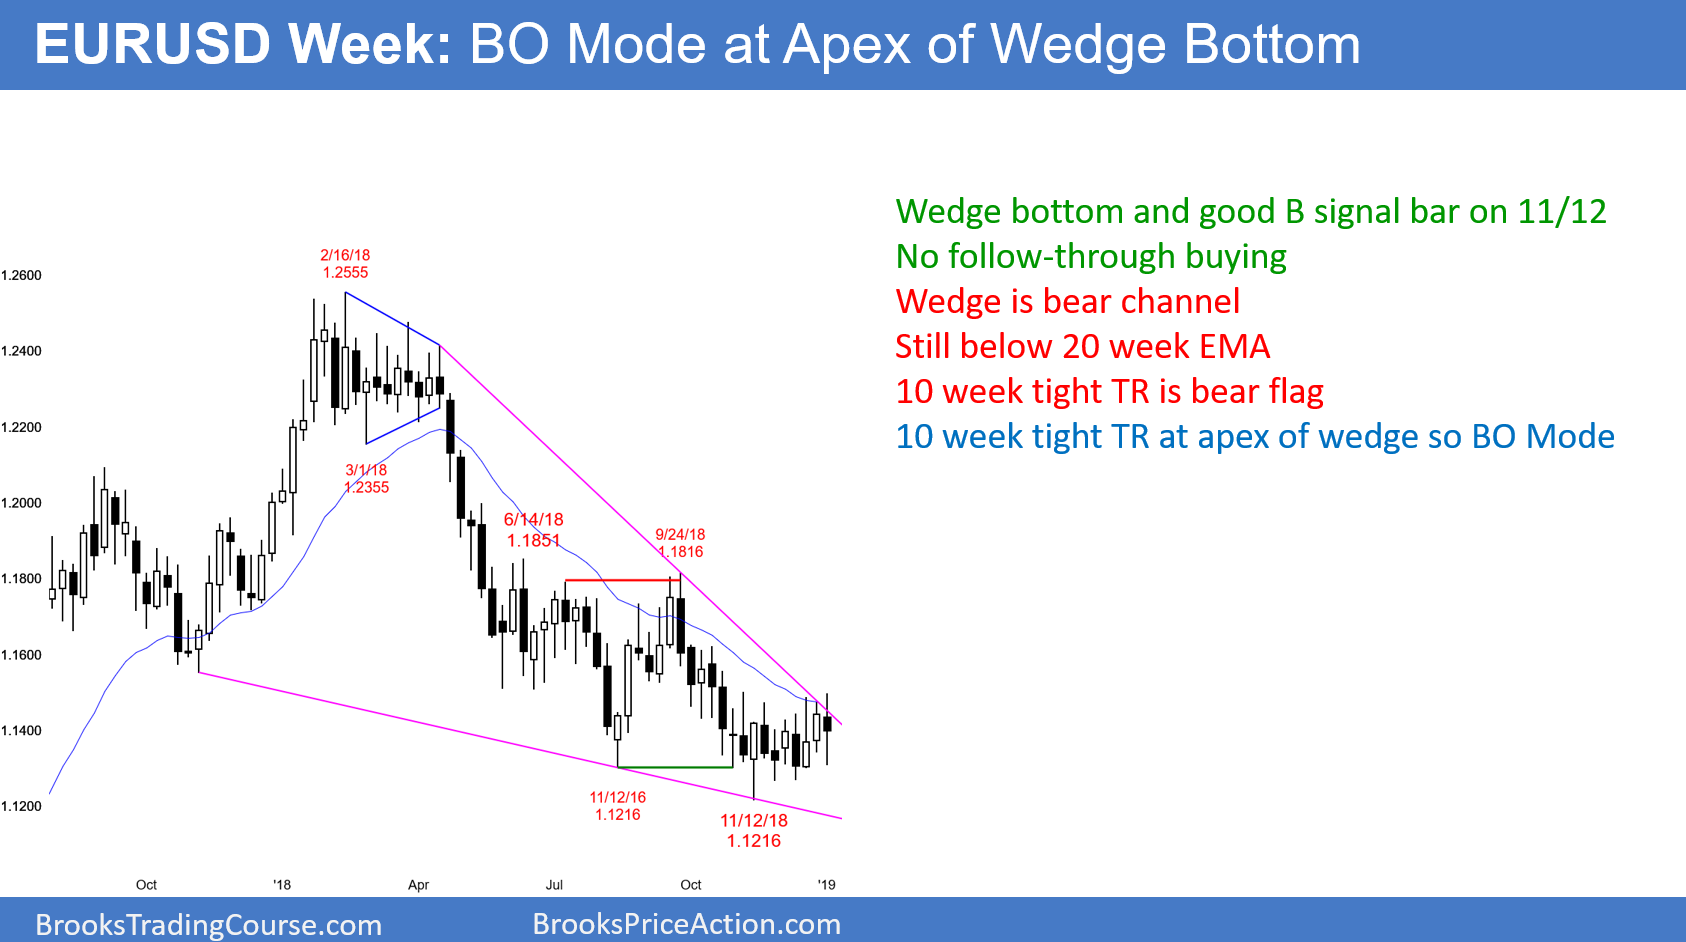 EURUSD Week: BO Mode at Apex of Wedge Bottom
Wedge bottom and good B signal bar on 11/12
No follow-through buying
Wedge is bear channel
Still below 20 week EMA
10 week tight TR is bear flag
10 week tight TR at apex of wedge so BO Mode
2/16/18
1.2555
3/1/18
1.2355
6/14/18
1.1851
9/24/18
1.1816
11/12/16
1.1216
11/12/18
1.1216
1.2600
1.2400
1.2200
1.2000
1.1800
1.1600
1.1400
1.1200
Oct '18 Apr Jul Oct '19
BrooksTradingCourse.com BrooksPriceAction.com